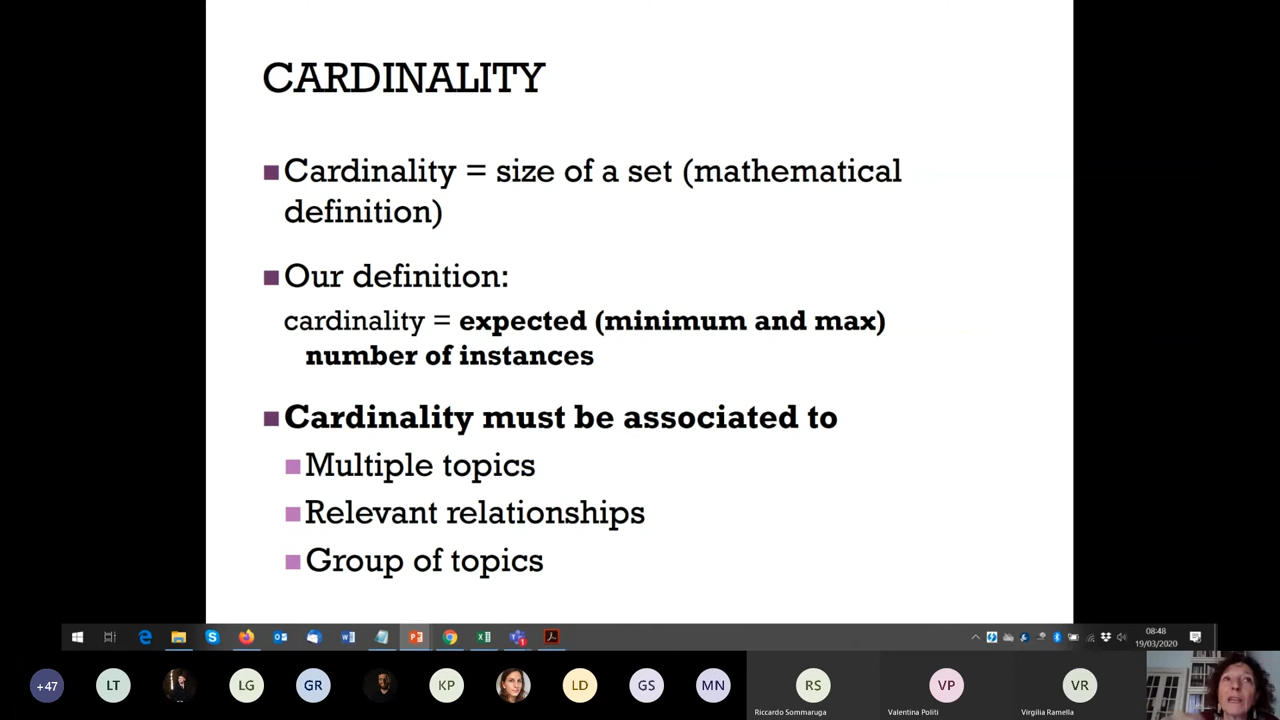 CARDINALITY
Cardinality = size of a set (mathematical
definition)
Our definition:
cardinality = expected (minimum and max)
number of instances
Cardinality must be associated to
Multiple topics
Relevant relationships
Group of topics
08:48
19/03/2020
+47
LT
LG
GR
KP
LD
GS
MN
RS
VP
VR
Riccardo Sommaruga
Valentina Politi
Virgilia Ramella